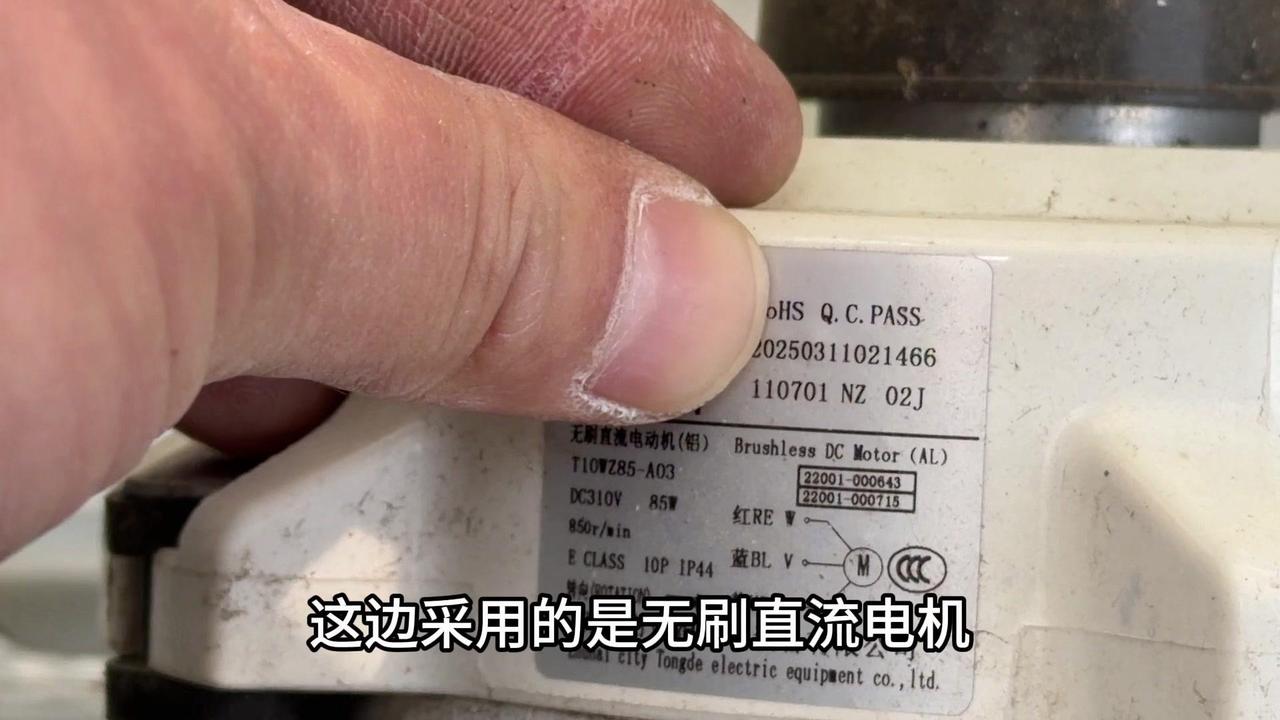 Q.C.PASS
20250311021466
110701 NZ 02J
无刷直流电动机(铝) Brushless DC Motor (AL)
T10WZ85-A03
22001-000643
22001-000715
DC310V 85W
850r/min
红RE W
E CLASS 10P IP44
蓝BL V
M
CCC
这边采用的是无刷直流电机
city Tongde electric equipment co.,ltd.